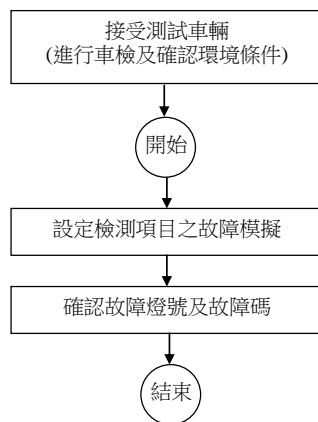 接受測試車輛
(進行車檢及確認環境條件)
開始
設定檢測項目之故障模擬
確認故障燈號及故障碼
結束